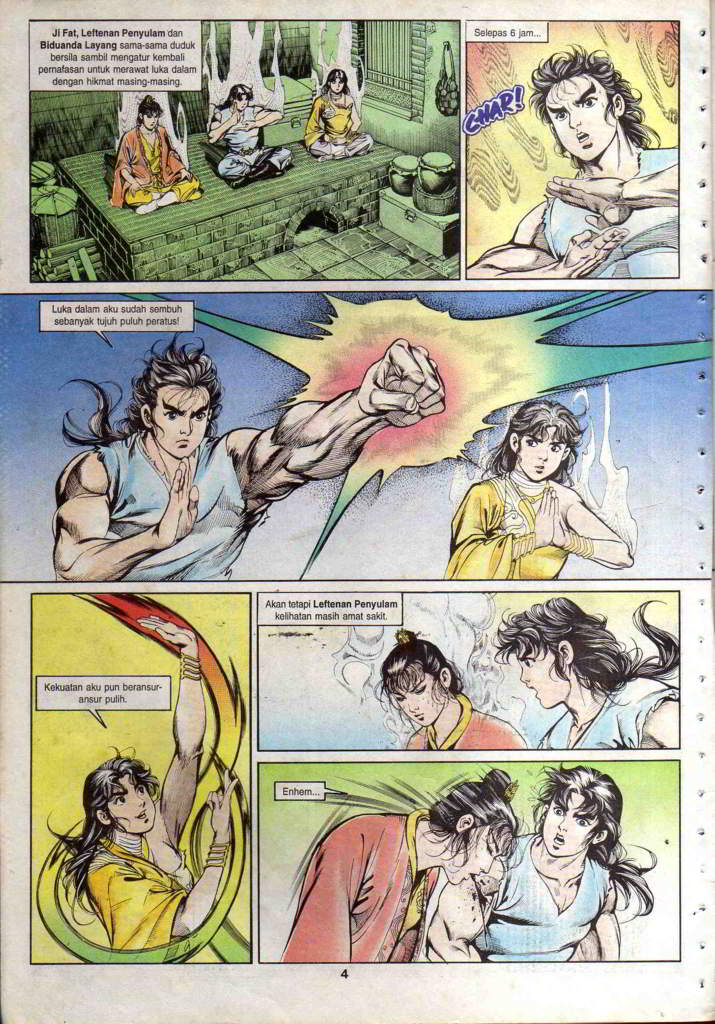 Ji Fat, Leftenan Penyulam dan
Biduanda Layang sama-sama duduk
bersila sambil mengatur kembali
pernafasan untuk merawat luka dalam
dengan hikmat masing-masing.
Selepas 6 jam...
GHAR!
Luka dalam aku sudah sembuh
sebanyak tujuh puluh peratus!
Kekuatan aku pun beransur-
ansur pulih.
Akan tetapi Leftenan Penyulam
kelihatan masih amat sakit.
Enhem...
4